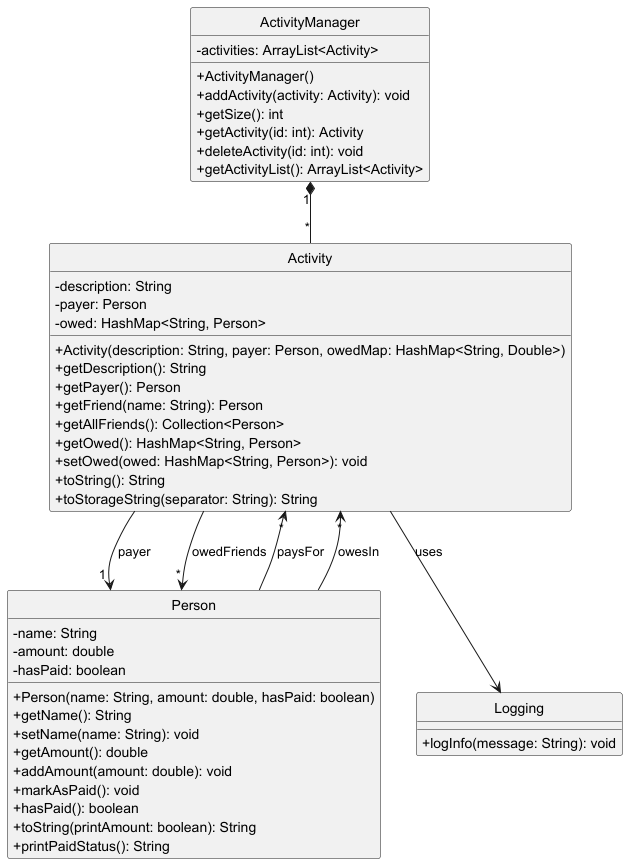 ActivityManager
-activities: ArrayList<Activity>
+ActivityManager()
+addActivity(activity: Activity): void
+getSize(): int
+getActivity(id: int): Activity
+deleteActivity(id: int): void
+getActivityList(): ArrayList<Activity>
1
*
Activity
-description: String
-payer: Person
-owed: HashMap<String, Person>
+Activity(description: String, payer: Person, owedMap: HashMap<String, Double>)
+getDescription(): String
+getPayer(): Person
+getFriend(name: String): Person
+getAllFriends(): Collection<Person>
+getOwed(): HashMap<String, Person>
+setOwed(owed: HashMap<String, Person>): void
+toString(): String
+toStorageString(separator: String): String
* *
payer owedFriends paysFor owesIn uses
1 *
Person
-name: String
-amount: double
-hasPaid: boolean
+Person(name: String, amount: double, hasPaid: boolean)
+getName(): String
+setName(name: String): void
+getAmount(): double
+addAmount(amount: double): void
+markAsPaid(): void
+hasPaid(): boolean
+toString(printAmount: boolean): String
+printPaidStatus(): String
Logging
+logInfo(message: String): void